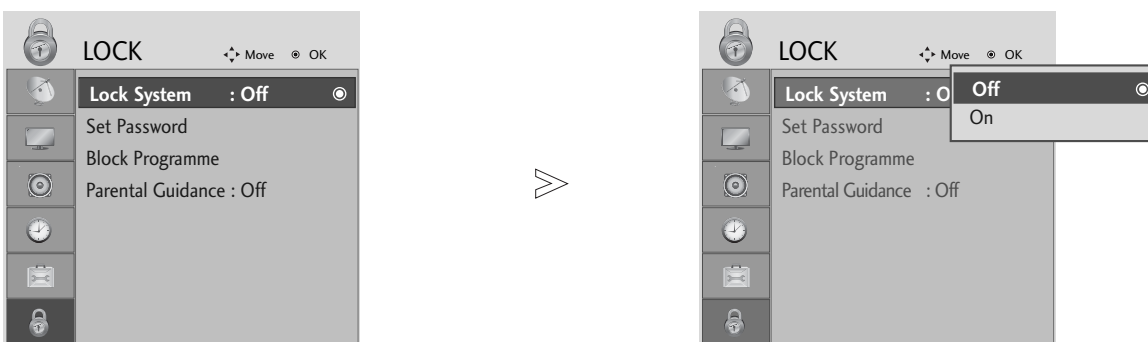 LOCK Move OK
Lock System : Off
Set Password
Block Programme
Parental Guidance : Off
LOCK Move OK
Lock System : O
Off
On
Set Password
Block Programme
Parental Guidance : Off